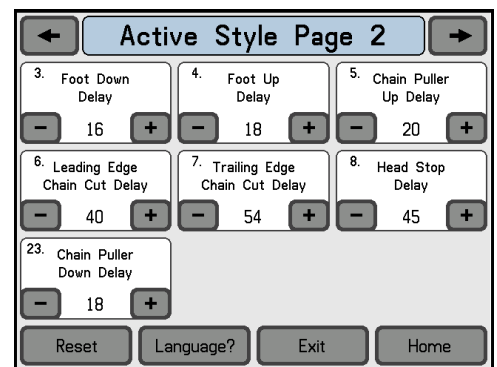 Active Style Page 2
3. Foot Down
Delay
16
4. Foot Up
Delay
18
5. Chain Puller
Up Delay
20
6. Leading Edge
Chain Cut Delay
40
7. Trailing Edge
Chain Cut Delay
54
8. Head Stop
Delay
45
23. Chain Puller
Down Delay
18
Reset
Language?
Exit
Home